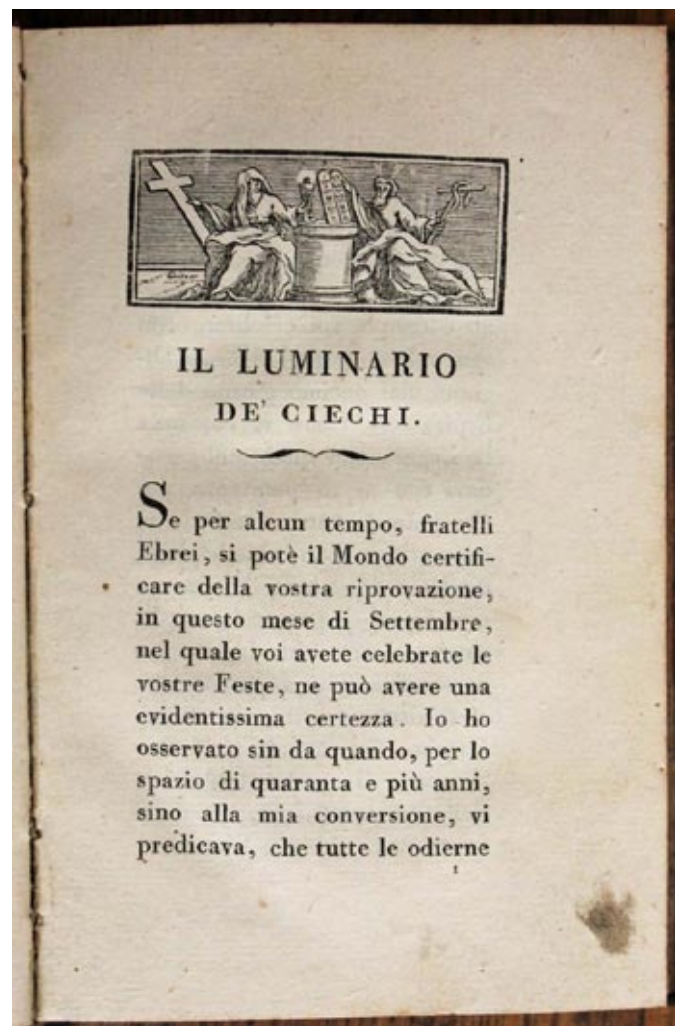 IL LUMINARIO
DE' CIECHI.
Se per alcun tempo, fratelli
Ebrei, si potè il Mondo certifi-
care della vostra riprovazione,
in questo mese di Settembre,
nel quale voi avete celebrate le
vostre Feste, ne può avere una
evidentissima certezza. Io ho
osservato sin da quando, per lo
spazio di quaranta e più anni,
sino alla mia conversione, vi
predicava, che tutte le odierne
1